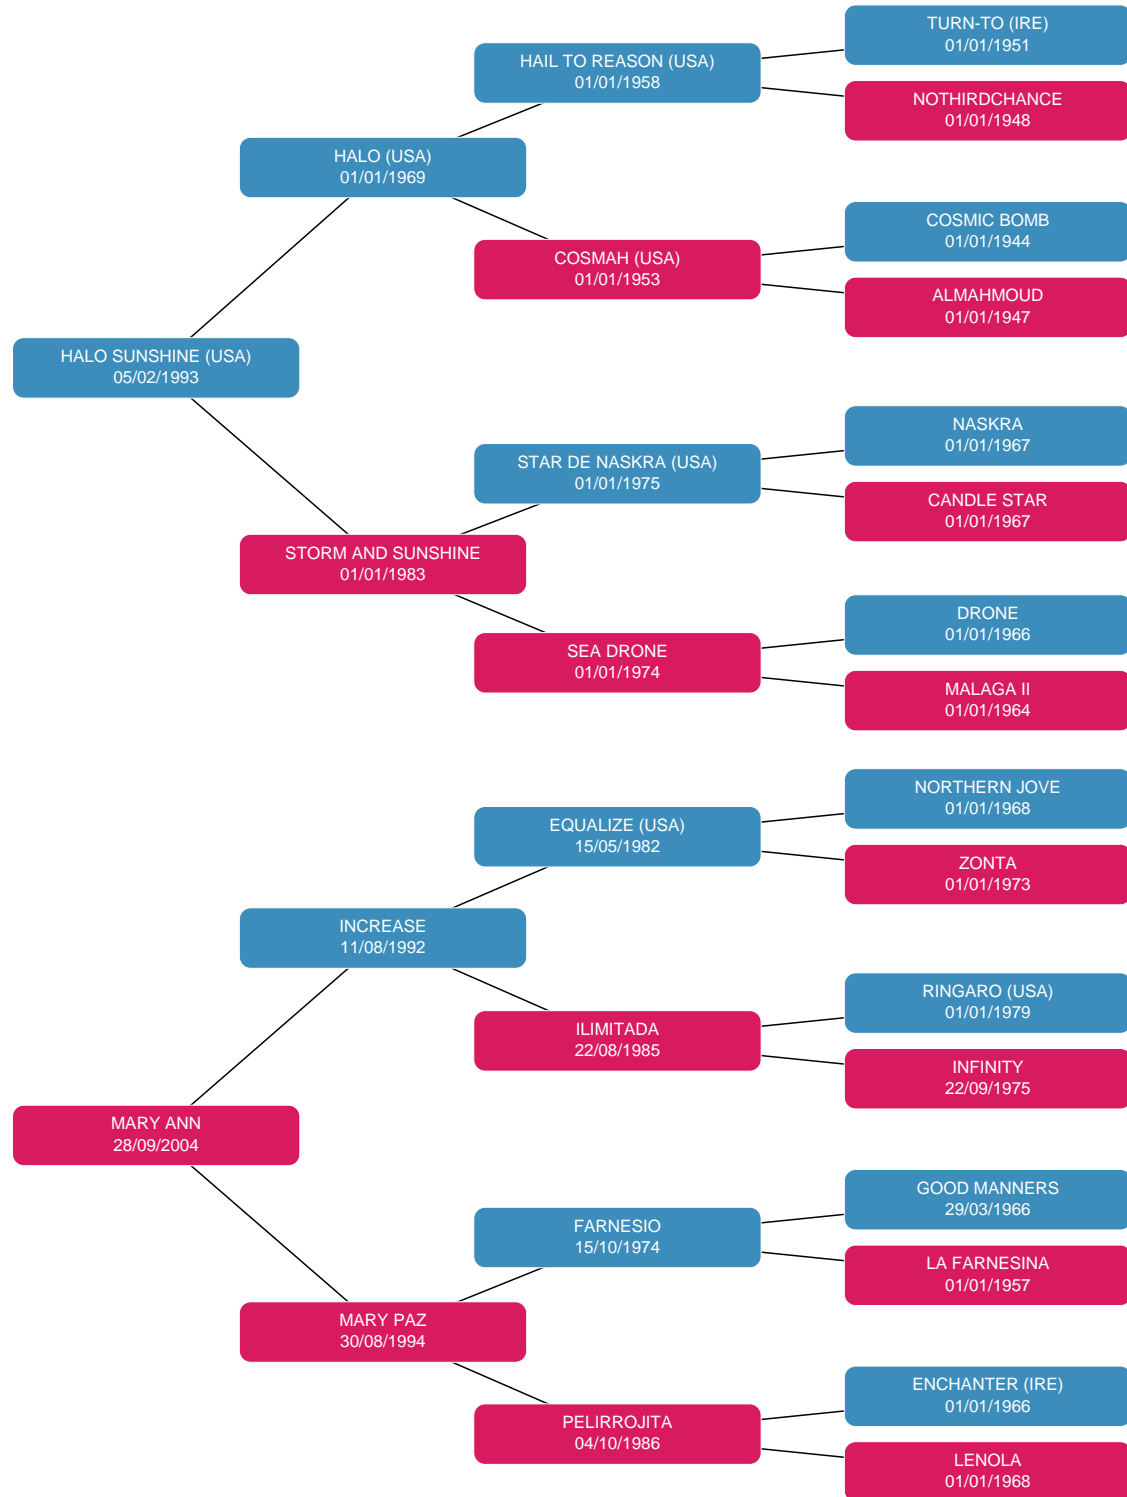 TURN-TO (IRE)
01/01/1951
HAIL TO REASON (USA)
01/01/1958
NOTHIRDCHANCE
01/01/1948
HALO (USA)
01/01/1969
COSMIC BOMB
01/01/1944
COSMAH (USA)
01/01/1953
ALMAHMOUD
01/01/1947
HALO SUNSHINE (USA)
05/02/1993
NASKRA
01/01/1967
STAR DE NASKRA (USA)
01/01/1975
CANDLE STAR
01/01/1967
STORM AND SUNSHINE
01/01/1983
DRONE
01/01/1966
SEA DRONE
01/01/1974
MALAGA II
01/01/1964
NORTHERN JOVE
01/01/1968
EQUALIZE (USA)
15/05/1982
ZONTA
01/01/1973
INCREASE
11/08/1992
RINGARO (USA)
01/01/1979
ILIMITADA
22/08/1985
INFINITY
22/09/1975
MARY ANN
28/09/2004
GOOD MANNERS
29/03/1966
FARNESIO
15/10/1974
LA FARNESINA
01/01/1957
MARY PAZ
30/08/1994
ENCHANTER (IRE)
01/01/1966
PELIRROJITA
04/10/1986
LENOLA
01/01/1968